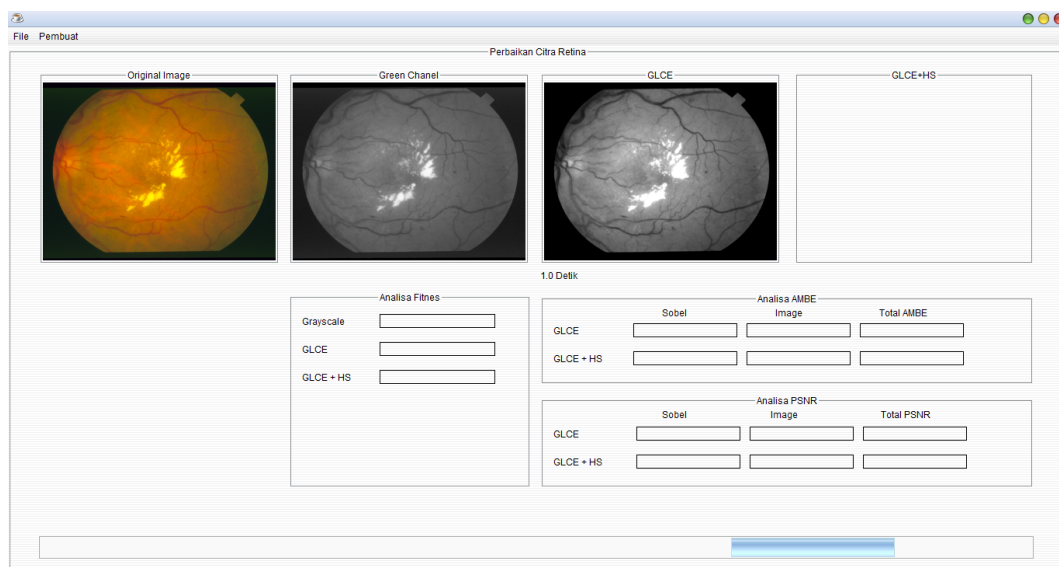 File Pembuat
Perbaikan Citra Retina
Original Image
Green Chanel
GLCE
GLCE+HS
1.0 Detik
Analisa Fitnes
Grayscale
GLCE
GLCE + HS
Analisa AMBE
Sobel Image Total AMBE
GLCE
GLCE + HS
Analisa PSNR
Sobel Image Total PSNR
GLCE
GLCE + HS